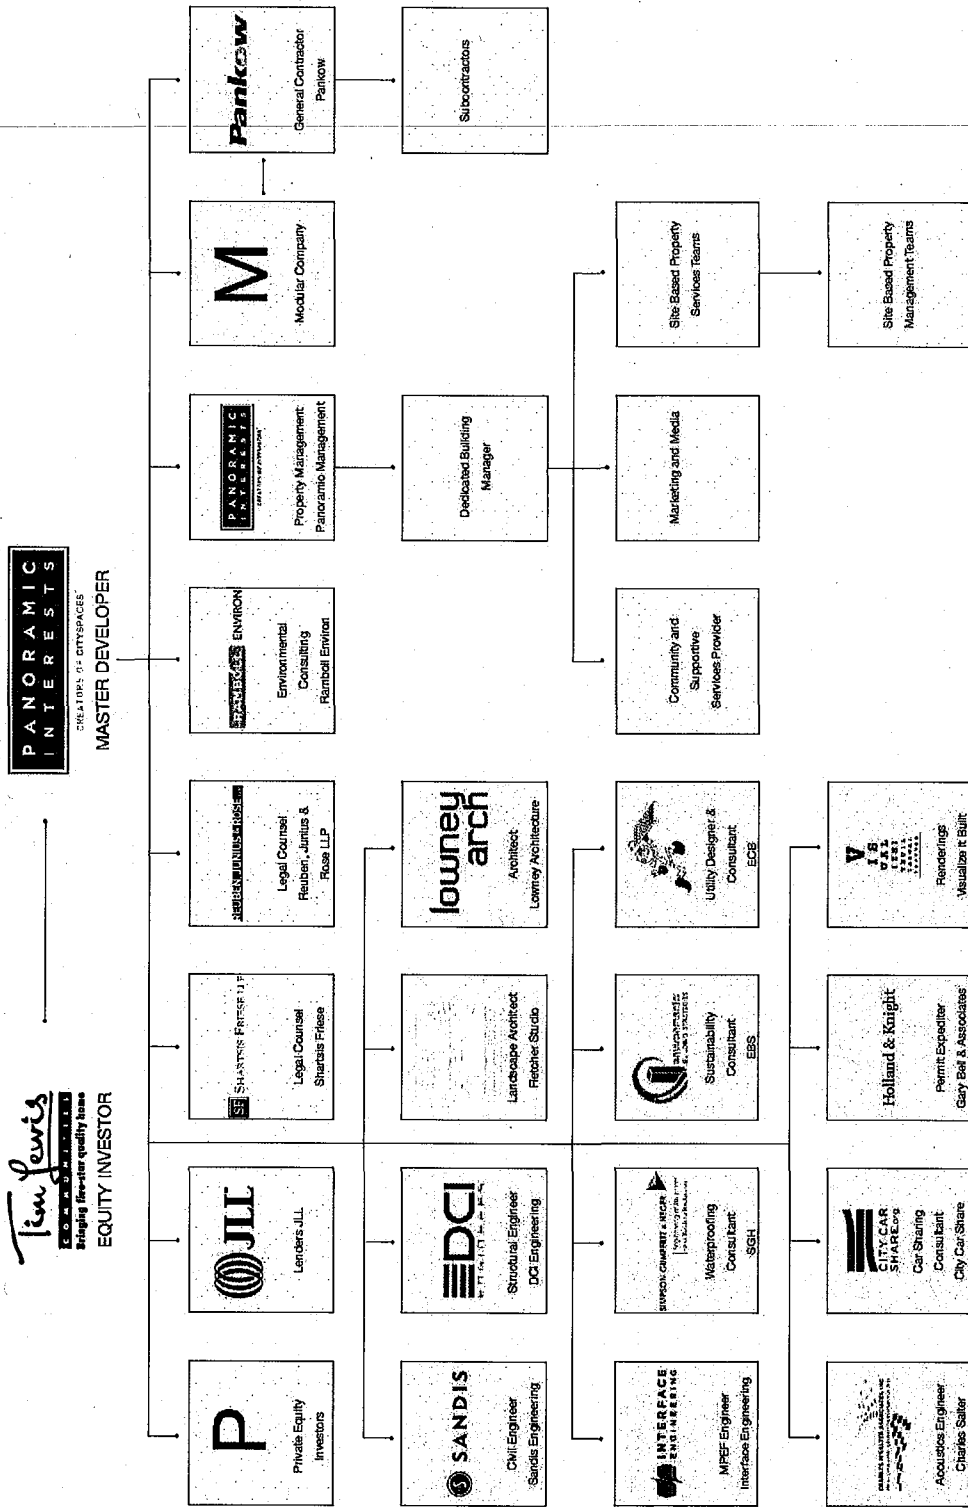 Tim Lewis
COMMUNITIES
Bringing five-star quality home
EQUITY INVESTOR
PANORAMIC
INTERESTS
CREATORS OF CITYSPACES
MASTER DEVELOPER
P
Private Equity
Investors
JLL
Lenders JLL
SF SHARTSIS FRIESE LLP
Legal Counsel
Shartsis Friese
REUBEN, JUNIUS & ROSE
Legal Counsel
Reuben, Junius &
Rose LLP
RAMBOLL ENVIRON
Environmental
Consulting
Ramboll Environ
PANORAMIC
INTERESTS
Property Management
Panoramic Management
M
Modular Company
Pankow
General Contractor
Pankow
SANDIS
Civil Engineer
Sandis Engineering
DCI
ENGINEERS
Structural Engineer
DCI Engineering
Landscape Architect
Fletcher Studio
lowney
arch
Architect
Lowney Architecture
Dedicated Building
Manager
Subcontractors
INTERFACE
ENGINEERING
MPEF Engineer
Interface Engineering
SIMPSON GUMPERTZ & HEGER
Waterproofing
Consultant
SGH
Sustainability
Consultant
EBS
Utility Designer &
Consultant
ECB
Community and
Supportive
Services Provider
Marketing and Media
Site Based Property
Services Teams
Acoustics Engineer
Charles Salter
CITY CAR
SHARE.org
Car Sharing
Consultant
City Car Share
Holland & Knight
Permit Expediter
Gary Bell & Associates
V
IS
UAL
Renderings
Visualize It Built
Site Based Property
Management Teams